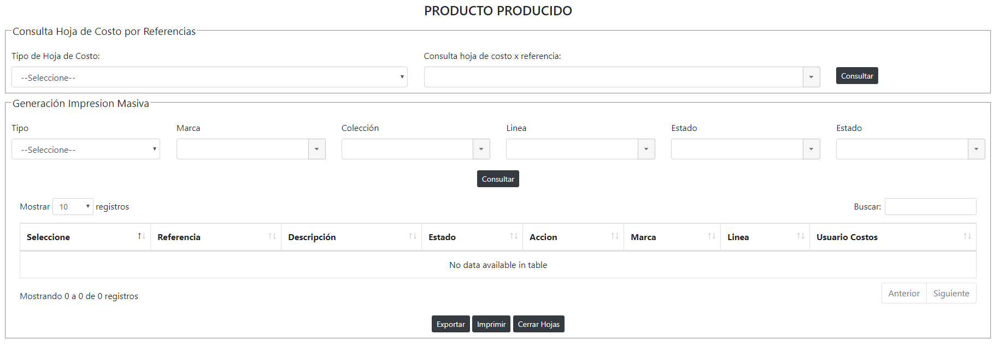 PRODUCTO PRODUCIDO
Consulta Hoja de Costo por Referencias
Tipo de Hoja de Costo: Consulta hoja de costo x referencia:
--Seleccione-- Consultar
Generación Impresion Masiva
Tipo Marca Colección Linea Estado Estado
--Seleccione--
Consultar
Mostrar 10 registros Buscar:
Seleccione Referencia Descripción Estado Accion Marca Linea Usuario Costos
No data available in table
Mostrando 0 a 0 de 0 registros Anterior Siguiente
Exportar Imprimir Cerrar Hojas